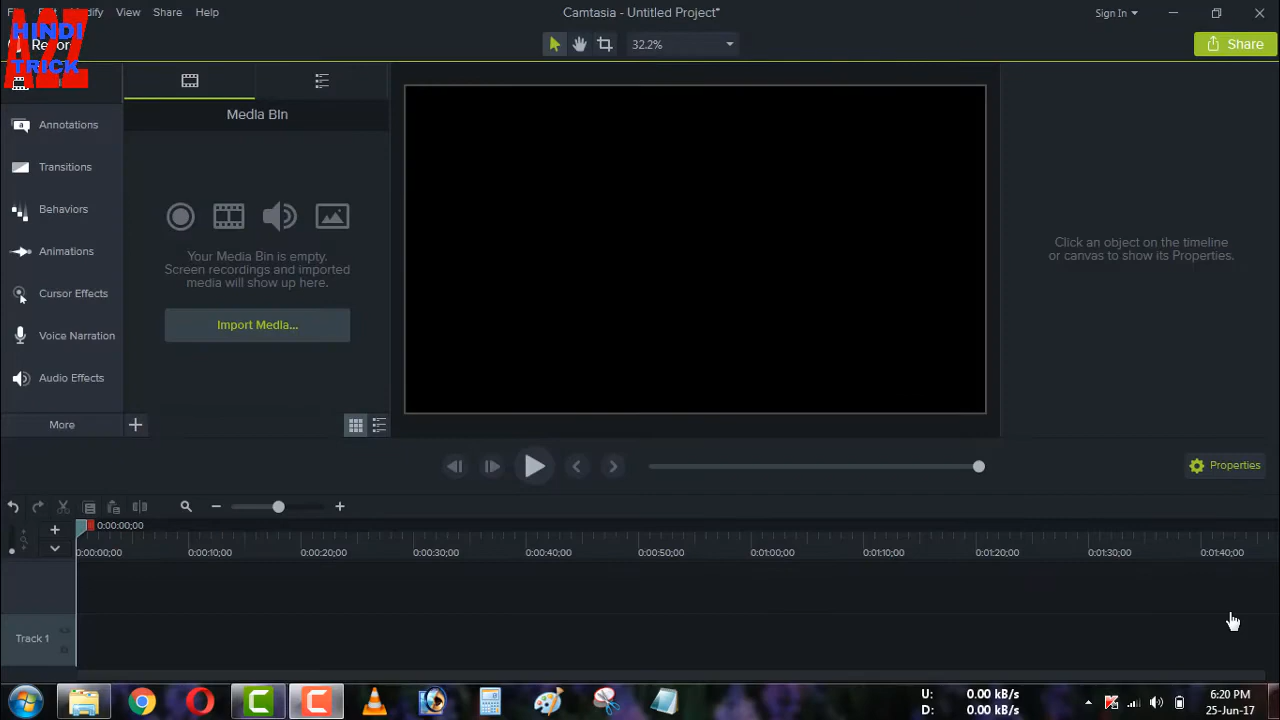 Modify View Share Help
Camtasia - Untitled Project*
Sign In
HINDI
AZZ
TRICK
Record
32.2%
Share
Media Bin
Annotations
Transitions
Behaviors
Animations
Cursor Effects
Voice Narration
Audio Effects
More
Your Media Bin is empty.
Screen recordings and imported
media will show up here.
Import Media...
Click an object on the timeline
or canvas to show its Properties.
Properties
0:00:00;00
0:00:00;00 0:00:10;00 0:00:20;00 0:00:30;00 0:00:40;00 0:00:50;00 0:01:00;00 0:01:10;00 0:01:20;00 0:01:30;00 0:01:40;00
Track 1
U: 0.00 kB/s
D: 0.00 kB/s
6:20 PM
25-Jun-17